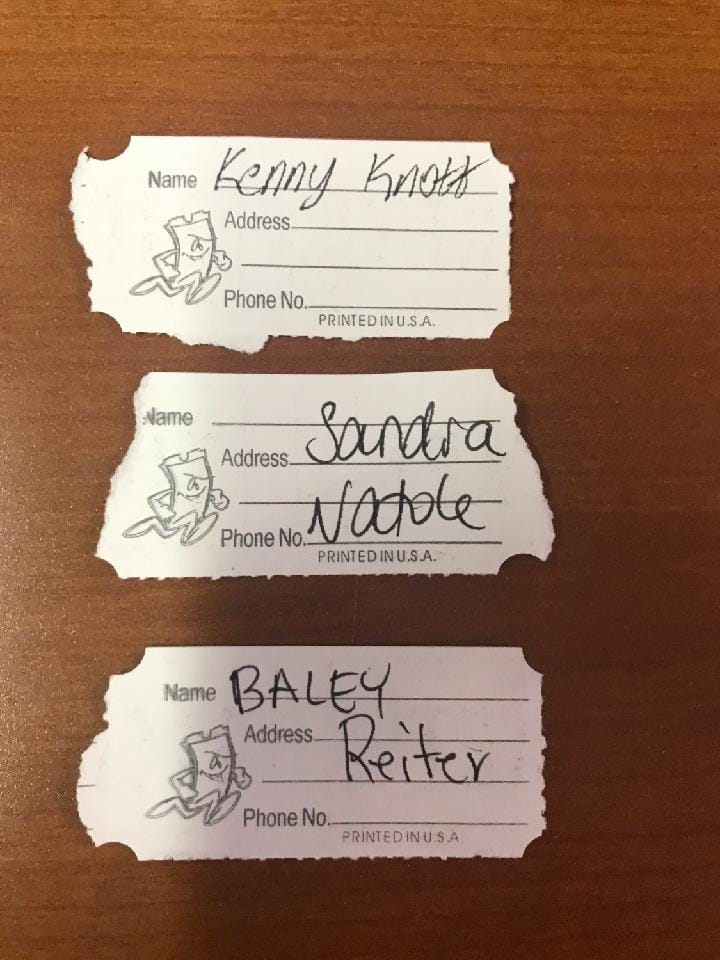 Name Kenny Knott
Address
Phone No.
PRINTED IN U.S.A.
Name
Address Sandra
Natole
Phone No.
PRINTED IN U.S.A.
Name BALEY
Address Reiter
Phone No.
PRINTED IN U.S.A